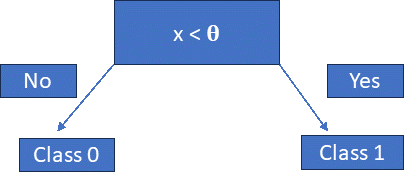 x < θ
No
Yes
Class 0
Class 1